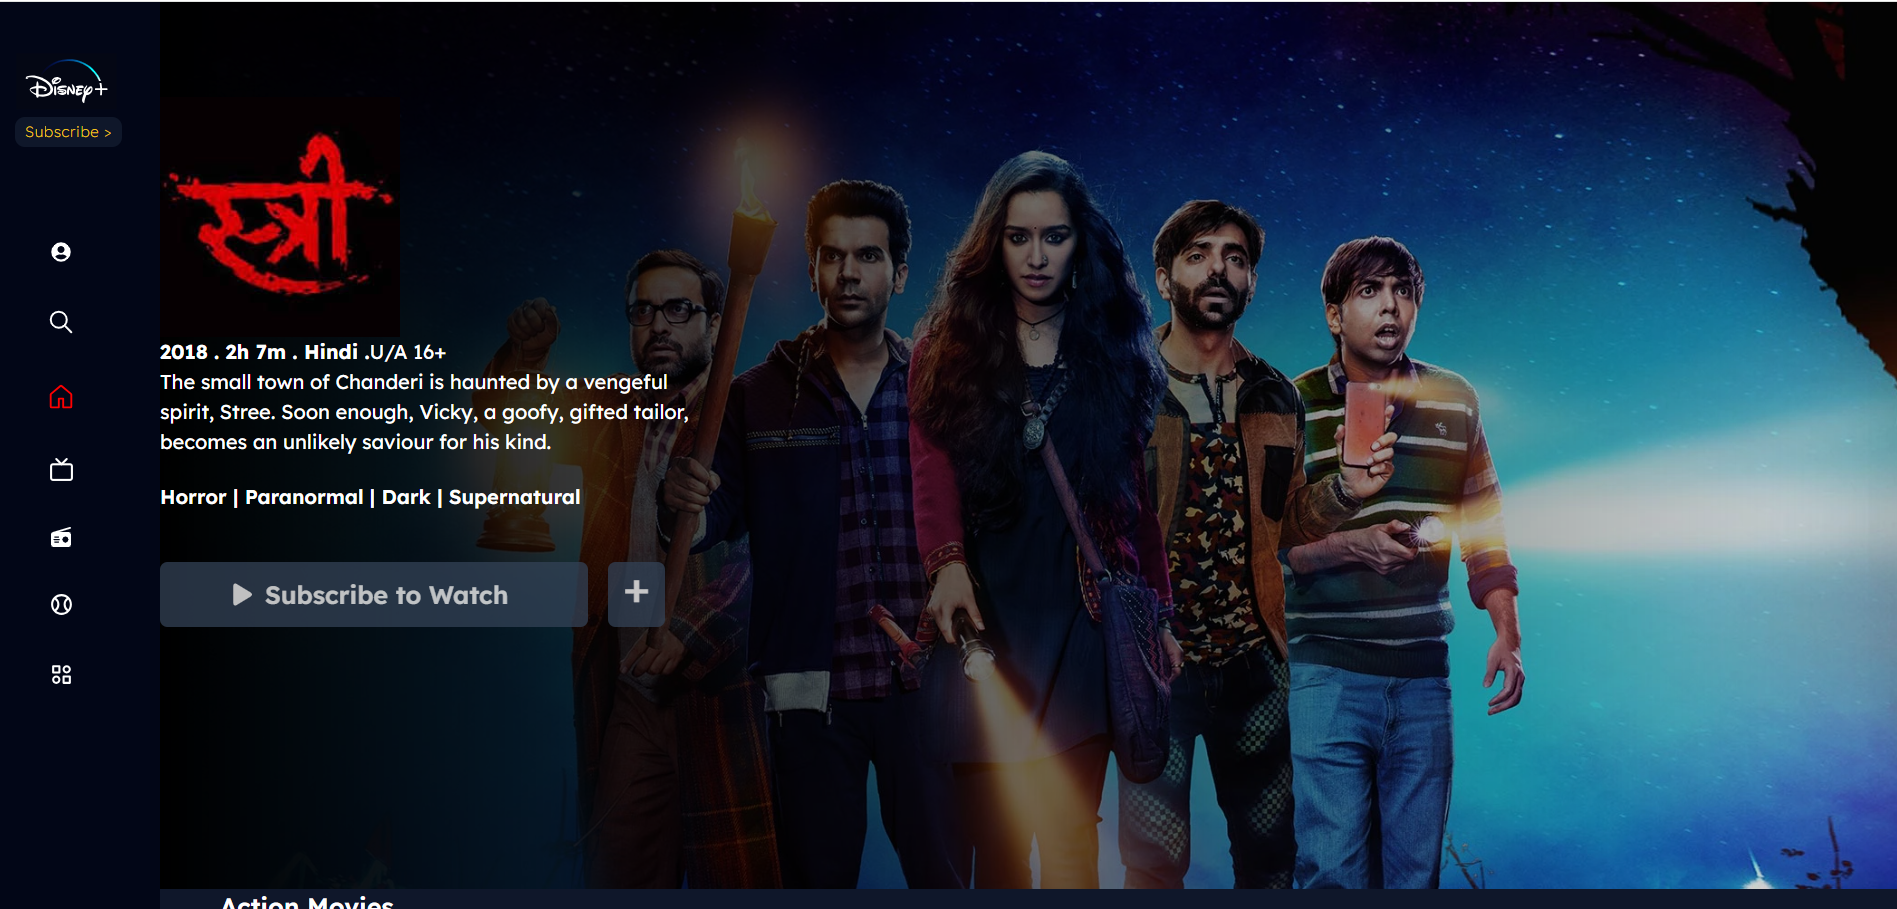 Disney+
Subscribe >
स्त्री
2018 . 2h 7m . Hindi .U/A 16+
The small town of Chanderi is haunted by a vengeful
spirit, Stree. Soon enough, Vicky, a goofy, gifted tailor,
becomes an unlikely saviour for his kind.
Horror | Paranormal | Dark | Supernatural
Subscribe to Watch
+
Action Movies